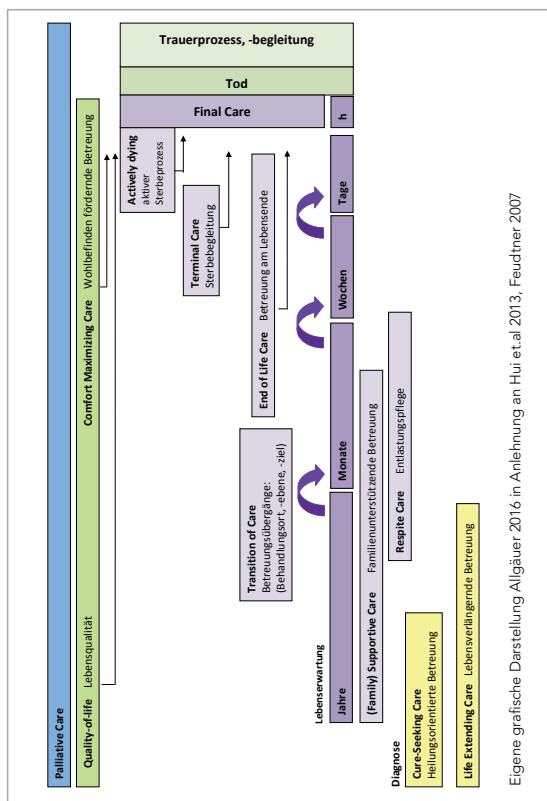 Palliative Care
Quality-of-life Lebensqualität
Comfort Maximizing Care Wohlbefinden fördernde Betreuung
Trauerprozess, -begleitung
Tod
Final Care
Actively dying
aktiver
Sterbeprozess
Terminal Care
Sterbebegleitung
End of Life Care Betreuung am Lebensende
Transition of Care
Betreuungsübergänge:
(Behandlungsort, -ebene, -ziel)
Lebenserwartung
Jahre
Monate
Wochen
Tage
h
(Family) Supportive Care Familienunterstützende Betreuung
Respite Care Entlastungspflege
Diagnose
Cure-Seeking Care
Heilungsorientierte Betreuung
Life Extending Care Lebensverlängernde Betreuung
Eigene grafische Darstellung Allgäuer 2016 in Anlehnung an Hui et.al 2013, Feudtner 2007